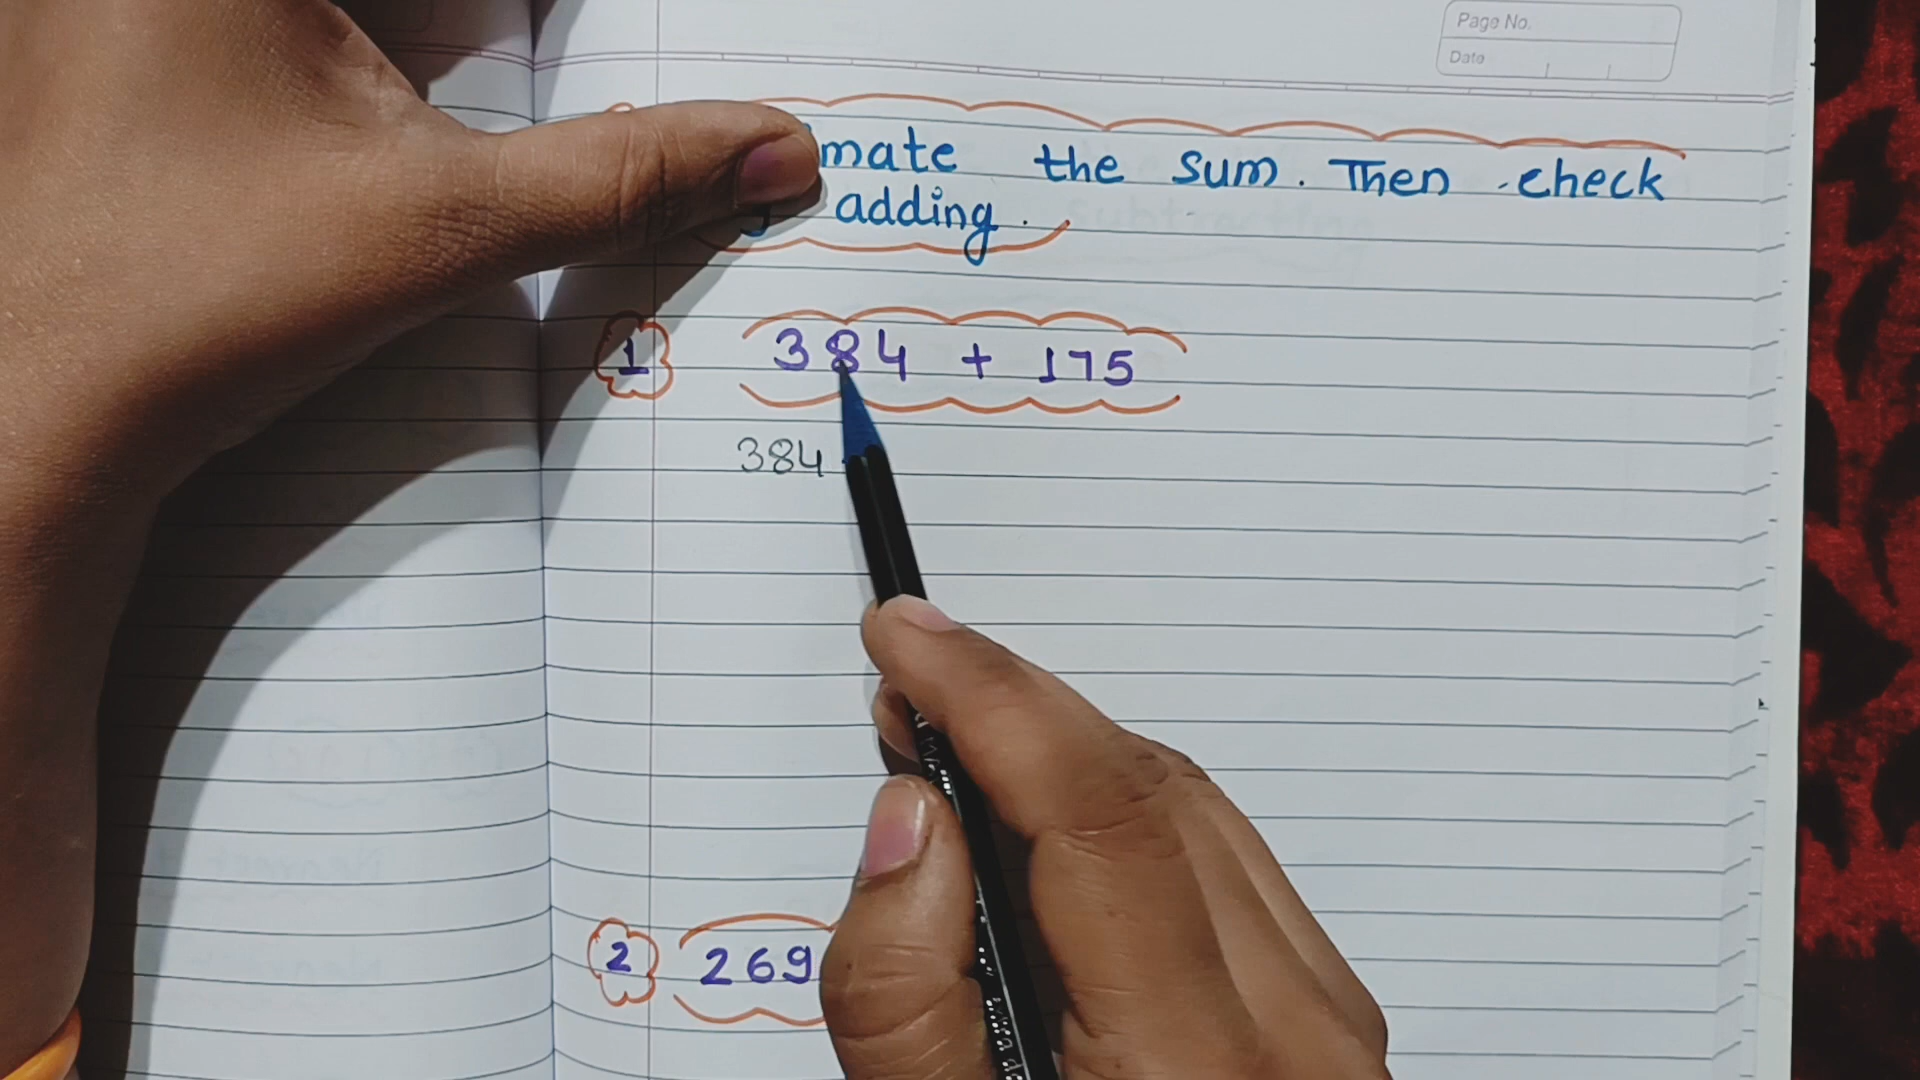 Page No.
Date
mate the sum. Then check
adding.
1 384 + 175
384
2 269